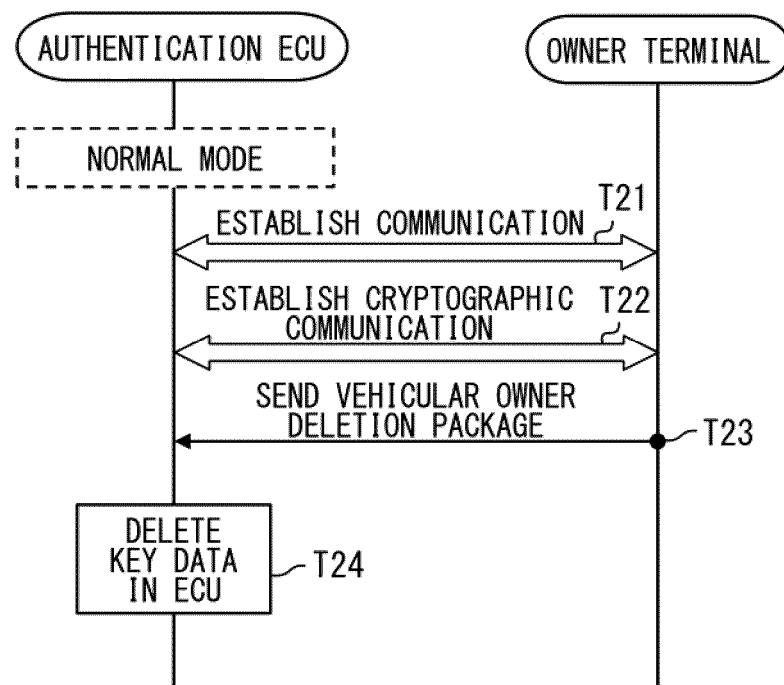 AUTHENTICATION ECU
OWNER TERMINAL
NORMAL MODE
T21
ESTABLISH COMMUNICATION
ESTABLISH CRYPTOGRAPHIC
COMMUNICATION
T22
SEND VEHICULAR OWNER
DELETION PACKAGE
T23
DELETE
KEY DATA
IN ECU
T24